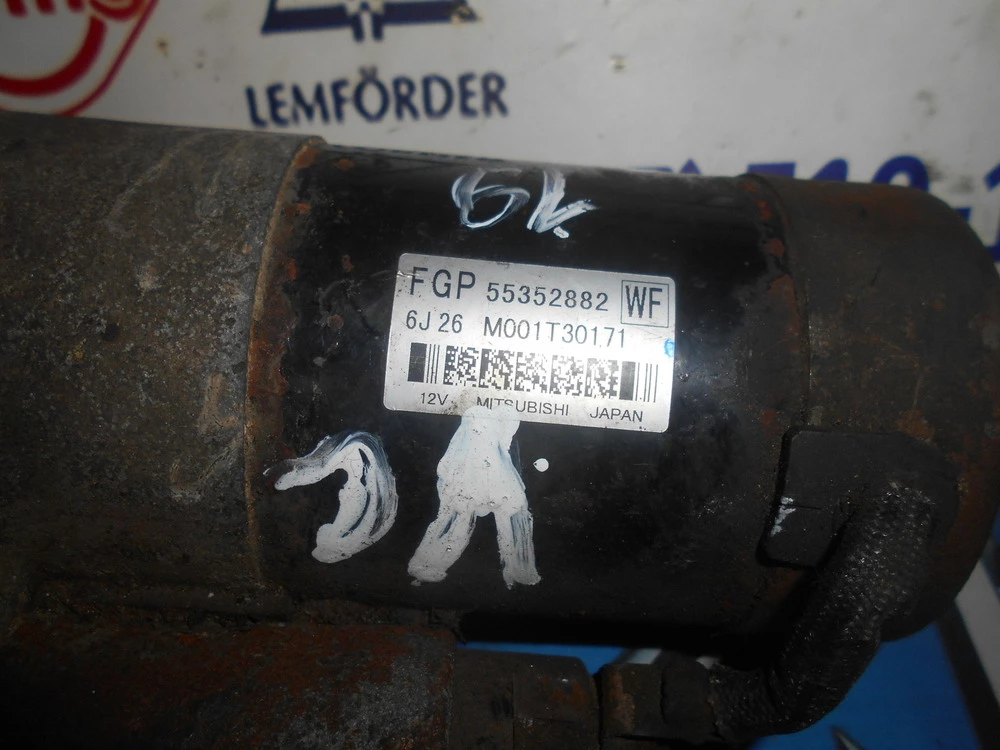 LEMFÖRDER
FGP 55352882 WF
6J 26 M001T30171
12V MITSUBISHI JAPAN